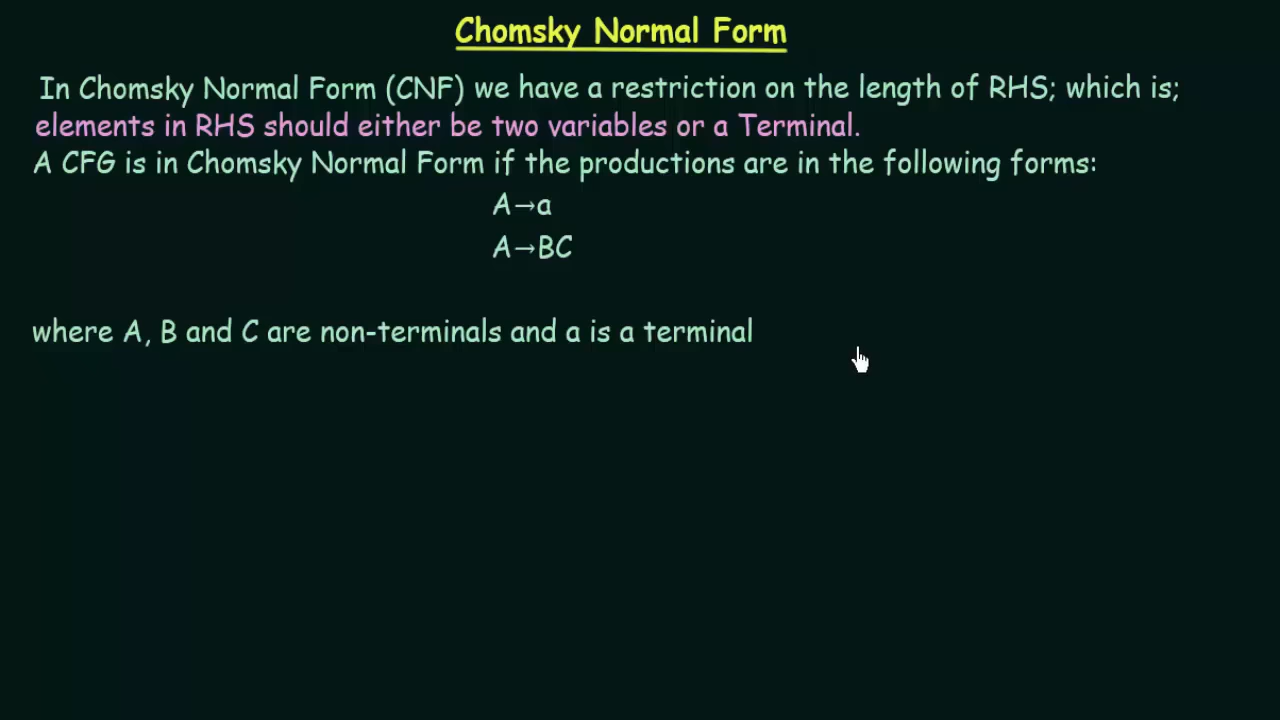 Chomsky Normal Form
In Chomsky Normal Form (CNF) we have a restriction on the length of RHS; which is;
elements in RHS should either be two variables or a Terminal.
A CFG is in Chomsky Normal Form if the productions are in the following forms:
A→a
A→BC
where A, B and C are non-terminals and a is a terminal